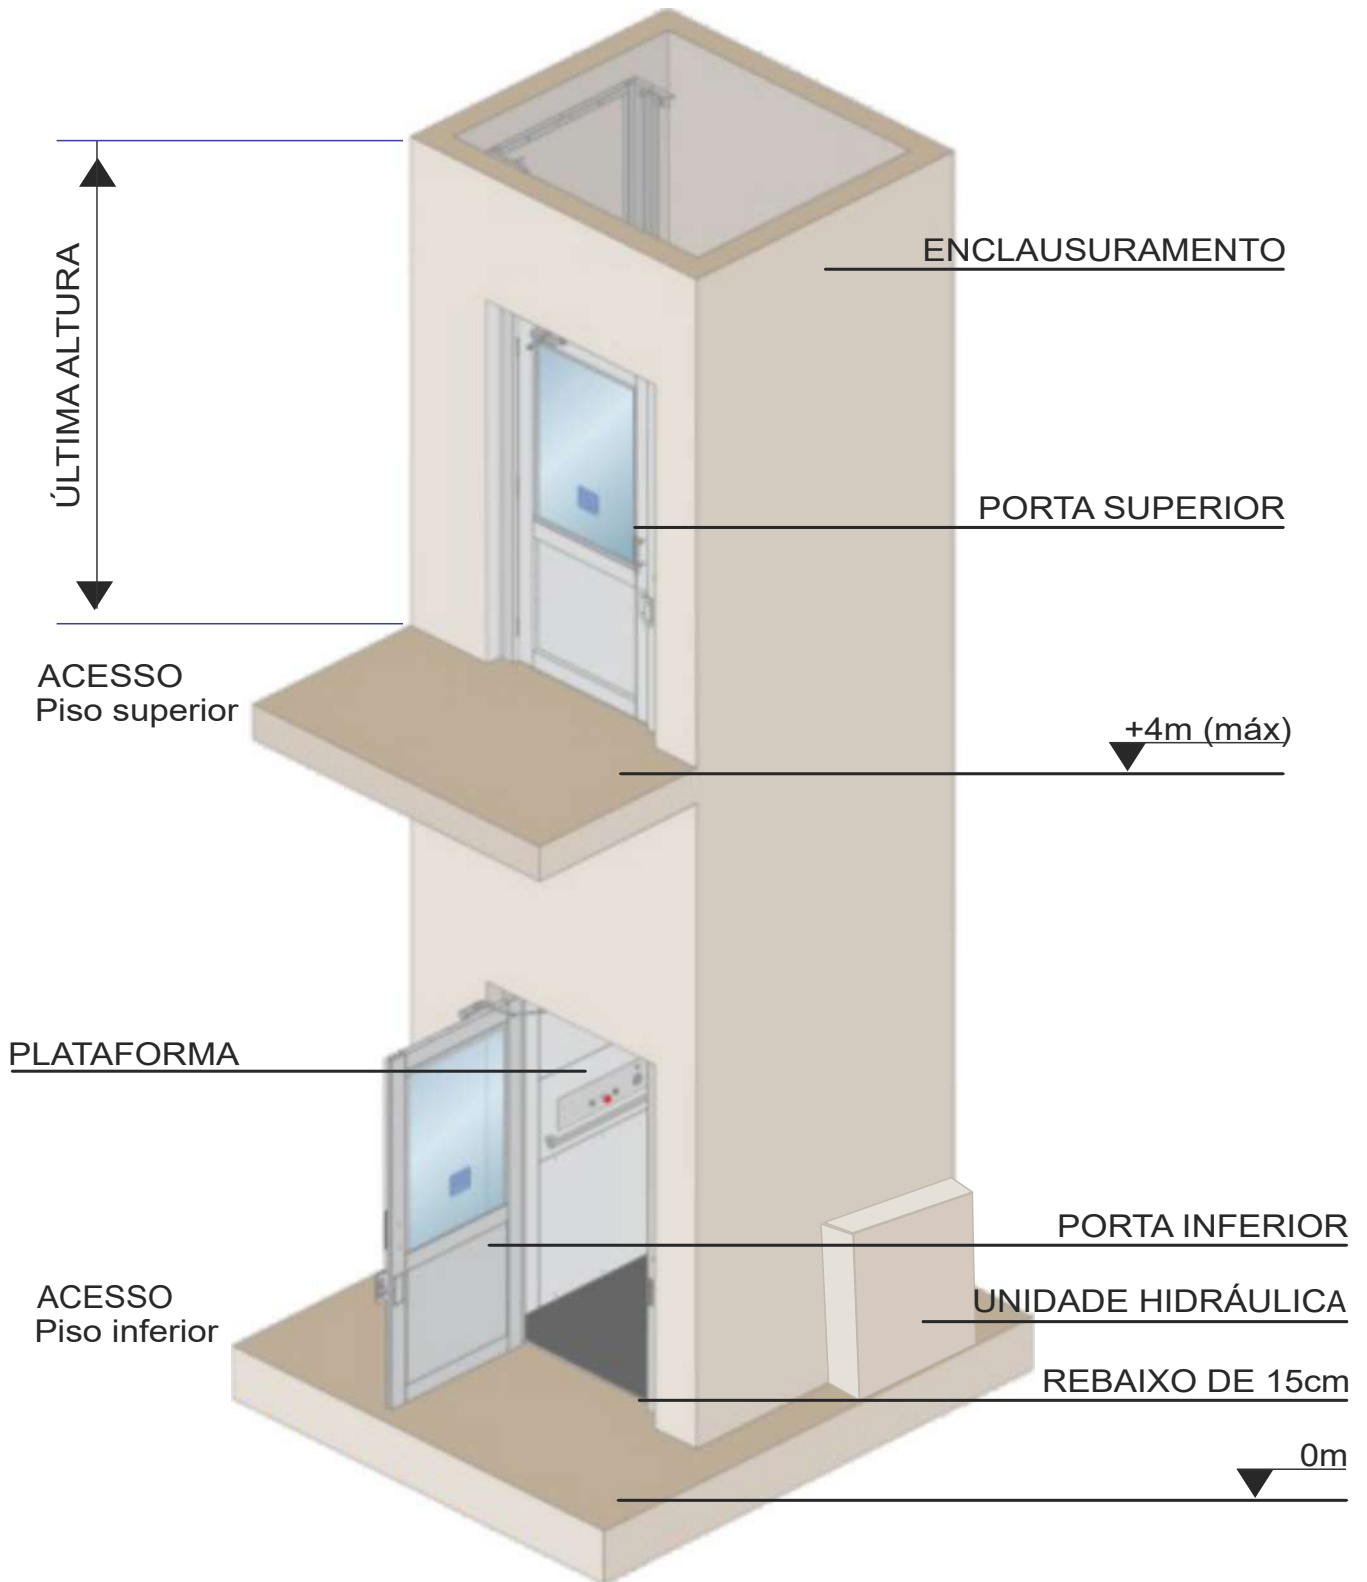 ENCLAUSURAMENTO
ÚLTIMA ALTURA
PORTA SUPERIOR
ACESSO
Piso superior
+4m (máx)
PLATAFORMA
PORTA INFERIOR
ACESSO
Piso inferior
UNIDADE HIDRÁULICA
REBAIXO DE 15cm
0m